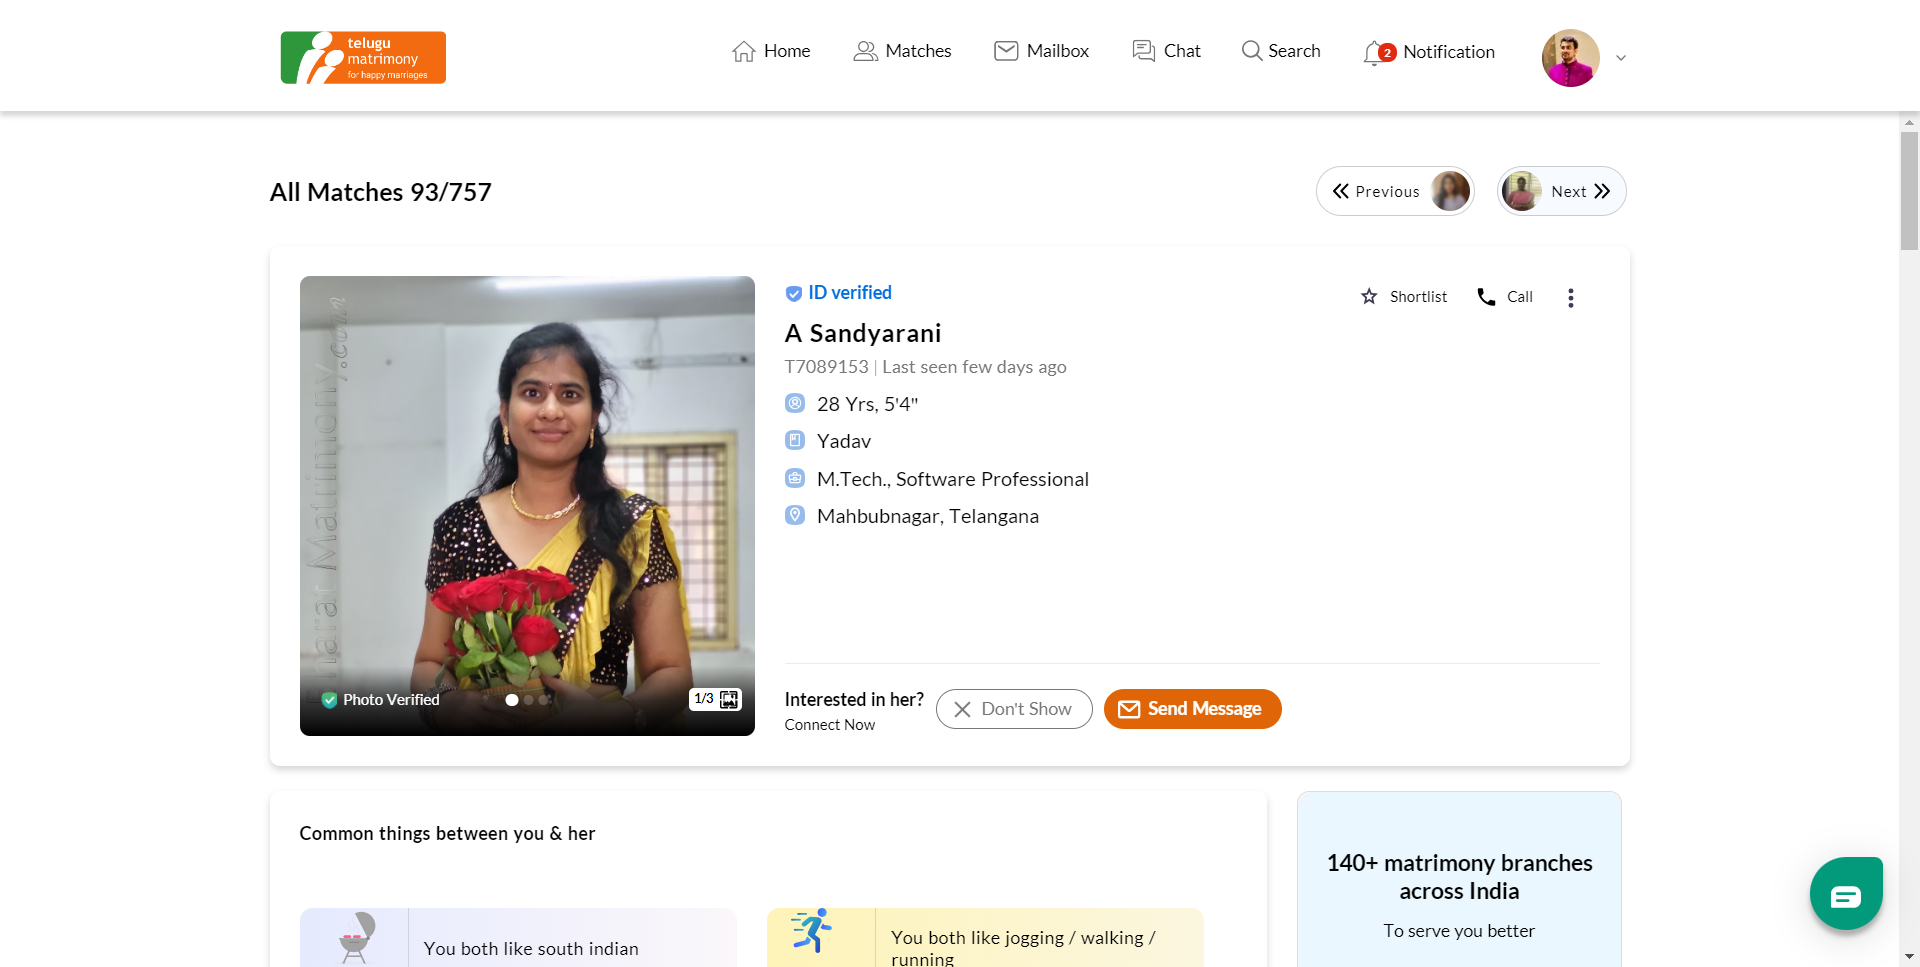 telugu
matrimony
for happy marriages
Home
Matches
Mailbox
Chat
Search
2
Notification
All Matches 93/757
Previous
Next
ID verified
Shortlist
Call
A Sandyarani
T7089153 | Last seen few days ago
28 Yrs, 5'4"
Yadav
M.Tech., Software Professional
Mahbubnagar, Telangana
Matrimony.com
Photo Verified
1/3
Interested in her?
Connect Now
Don't Show
Send Message
Common things between you & her
You both like south indian
You both like jogging / walking /
running
140+ matrimony branches
across India
To serve you better